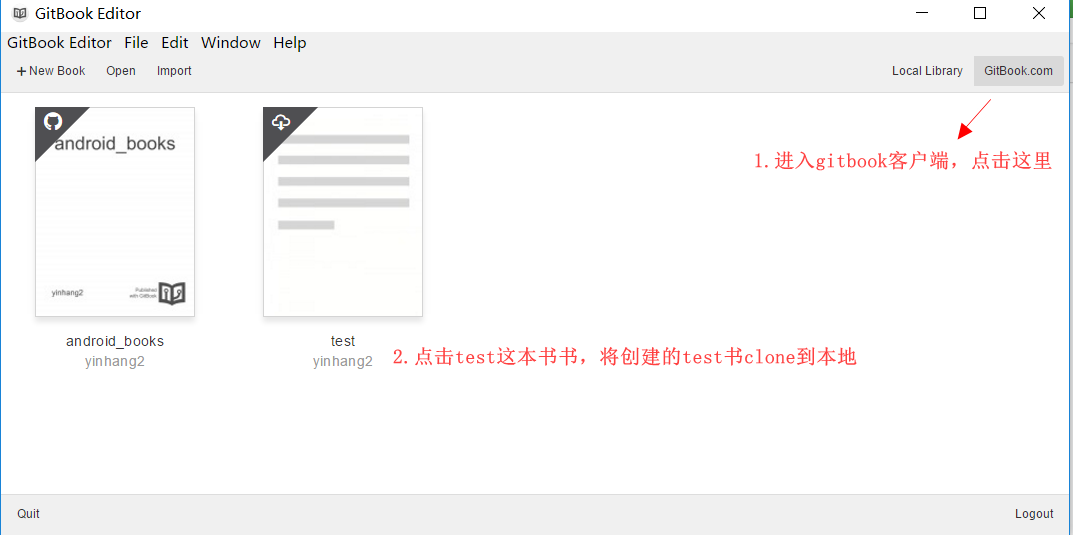 GitBook Editor
GitBook Editor File Edit Window Help
+ New Book Open Import Local Library GitBook.com
1.进入gitbook客户端，点击这里
android_books
yinhang2
Published
with GitBook
android_books
yinhang2
test
yinhang2
2.点击test这本书书，将创建的test书clone到本地
Quit Logout